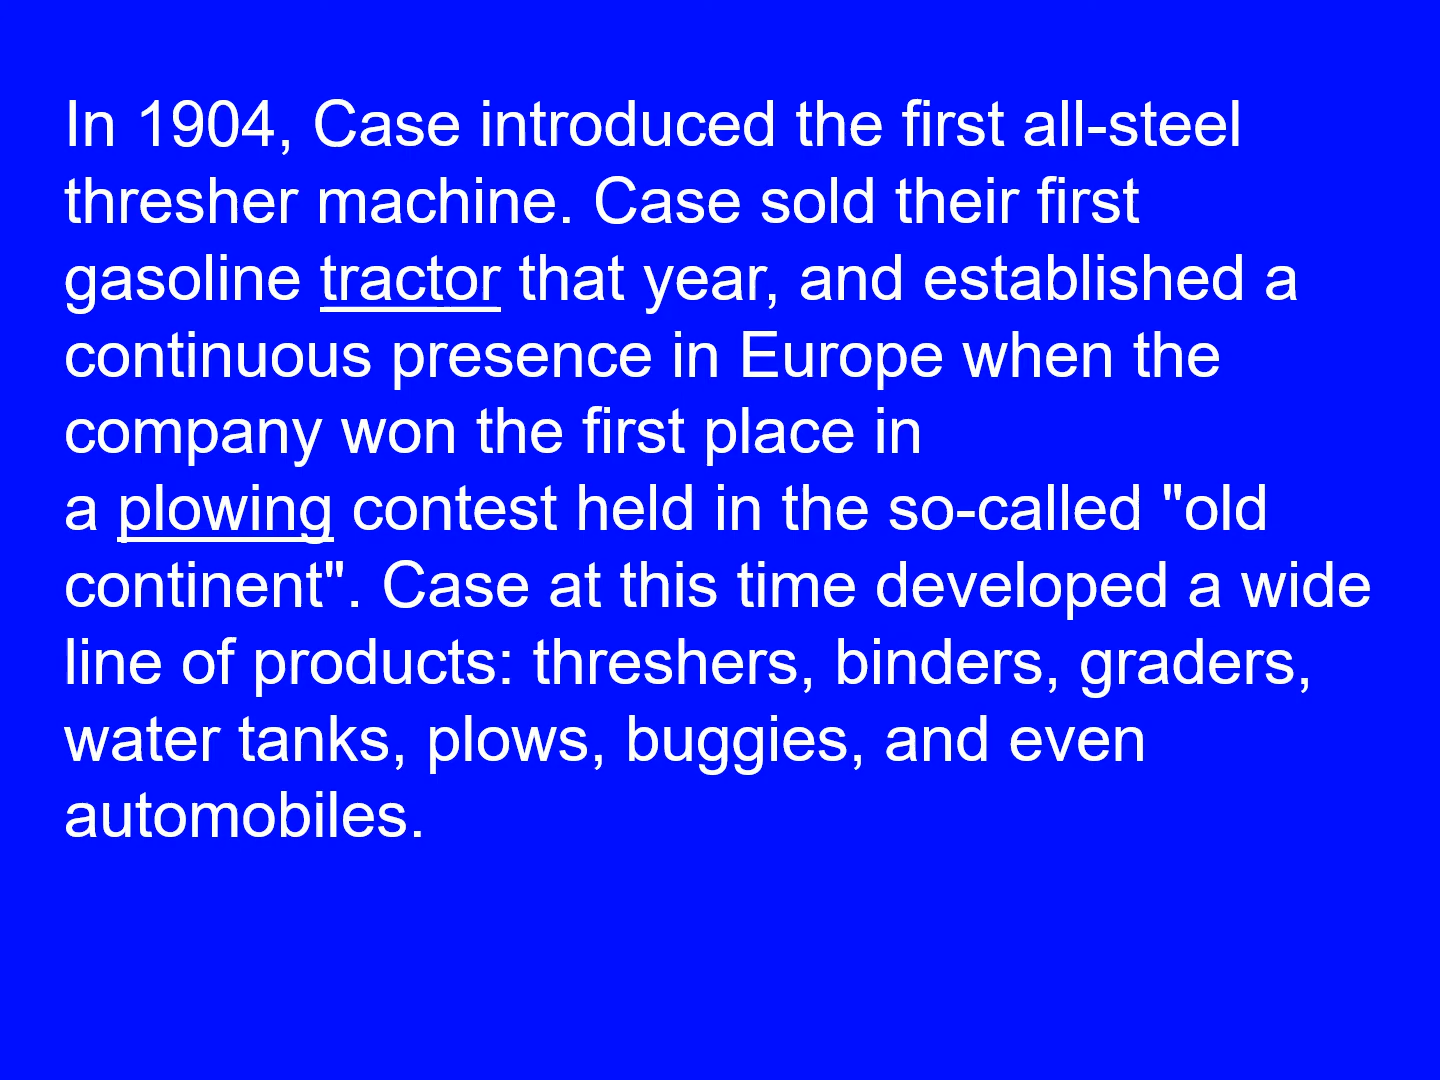 In 1904, Case introduced the first all-steel
thresher machine. Case sold their first
gasoline tractor that year, and established a
continuous presence in Europe when the
company won the first place in
a plowing contest held in the so-called "old
continent". Case at this time developed a wide
line of products: threshers, binders, graders,
water tanks, plows, buggies, and even
automobiles.